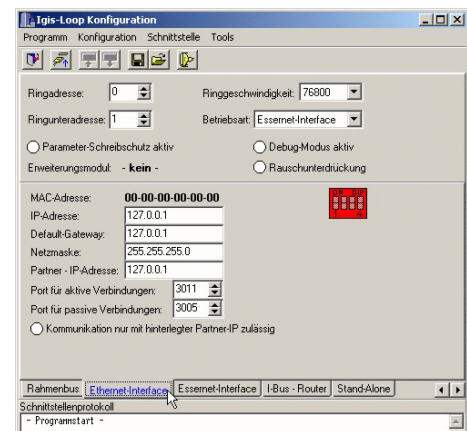 Igis-Loop Konfiguration
Programm Konfiguration Schnittstelle Tools
Ringadresse: 0 Ringgeschwindigkeit: 76800
Ringunteradresse: 1 Betriebsart: Essernet-Interface
Parameter-Schreibschutz aktiv Debug-Modus aktiv
Erweiterungsmodul: - kein - Rauschunterdrückung
MAC-Adresse: 00-00-00-00-00-00 ON DIP
1 4
IP-Adresse: 127.0.0.1
Default-Gateway: 127.0.0.1
Netzmaske: 255.255.255.0
Partner - IP-Adresse: 127.0.0.1
Port für aktive Verbindungen: 3011
Port für passive Verbindungen: 3005
Kommunikation nur mit hinterlegter Partner-IP zulässig
Rahmenbus Ethernet-Interface Essernet-Interface I-Bus - Router Stand-Alone
Schnittstellenprotokoll
- Programmstart -